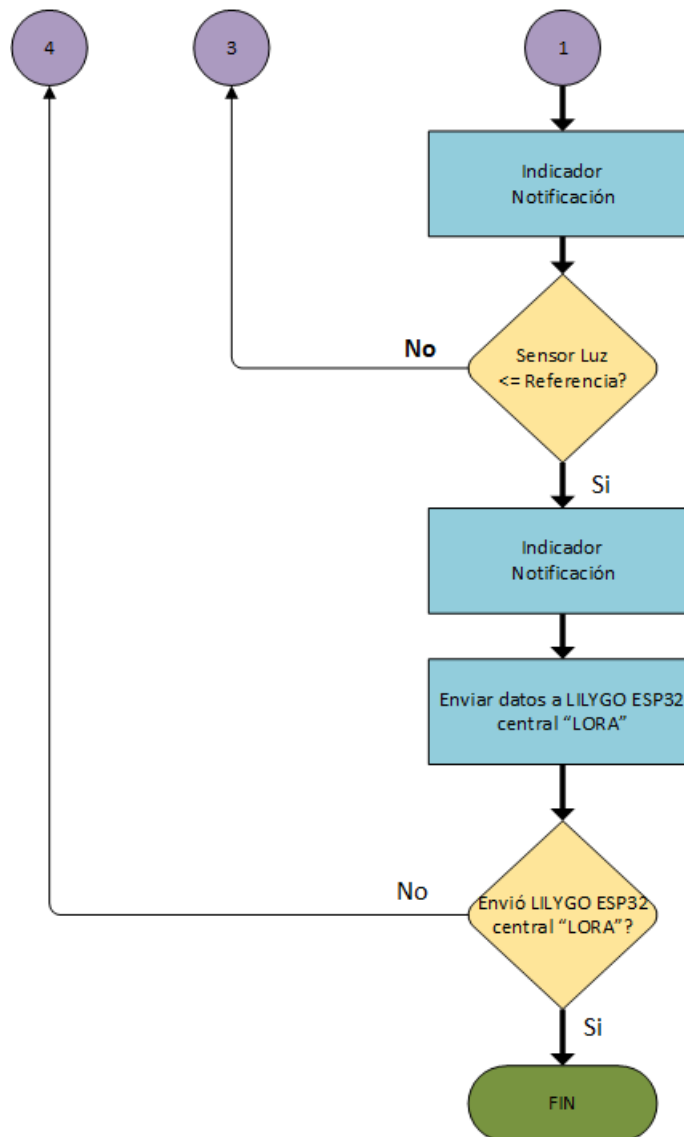 4
3
1
Indicador
Notificación
No
Sensor Luz
<= Referencia?
Si
Indicador
Notificación
Enviar datos a LILYGO ESP32
central “LORA”
No
Envió LILYGO ESP32
central “LORA”?
Si
FIN